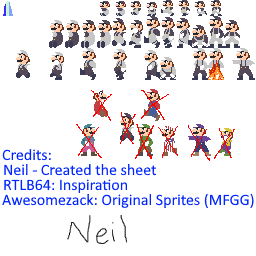 Credits:
Neil - Created the sheet
RTLB64: Inspiration
Awesomezack: Original Sprites (MFGG)
Neil